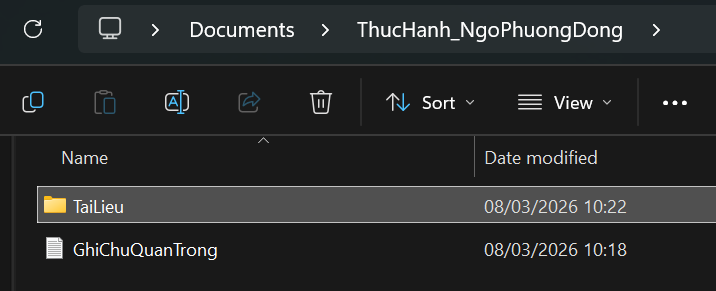 Documents ThucHanh_NgoPhuongDong
Sort View
Name Date modified
TaiLieu 08/03/2026 10:22
GhiChuQuanTrong 08/03/2026 10:18